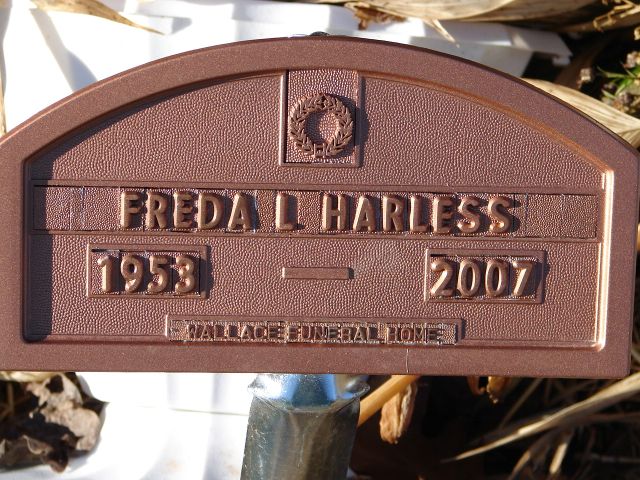 FREDA L HARLESS
1953 — 2007
WALLACE FUNERAL HOME